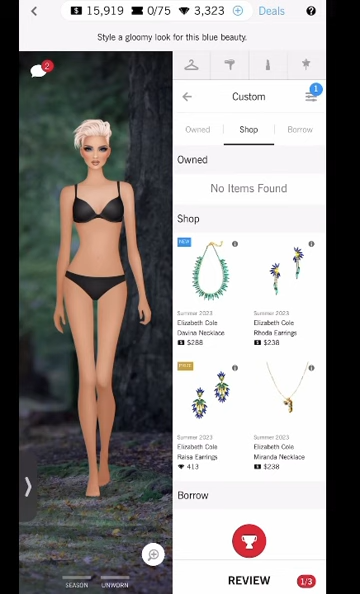 15,919 0/75 3,323 Deals
Style a gloomy look for this blue beauty.
2
Custom
1
Owned Shop Borrow
Owned
No Items Found
Shop
NEW
Summer 2023 Summer 2023
Elizabeth Cole Elizabeth Cole
Davina Necklace Rhoda Earrings
$288 $238
Summer 2023 Summer 2023
Elizabeth Cole Elizabeth Cole
Raisa Earrings Miranda Necklace
413 $238
Borrow
REVIEW 1/3
SEASON UNWORN